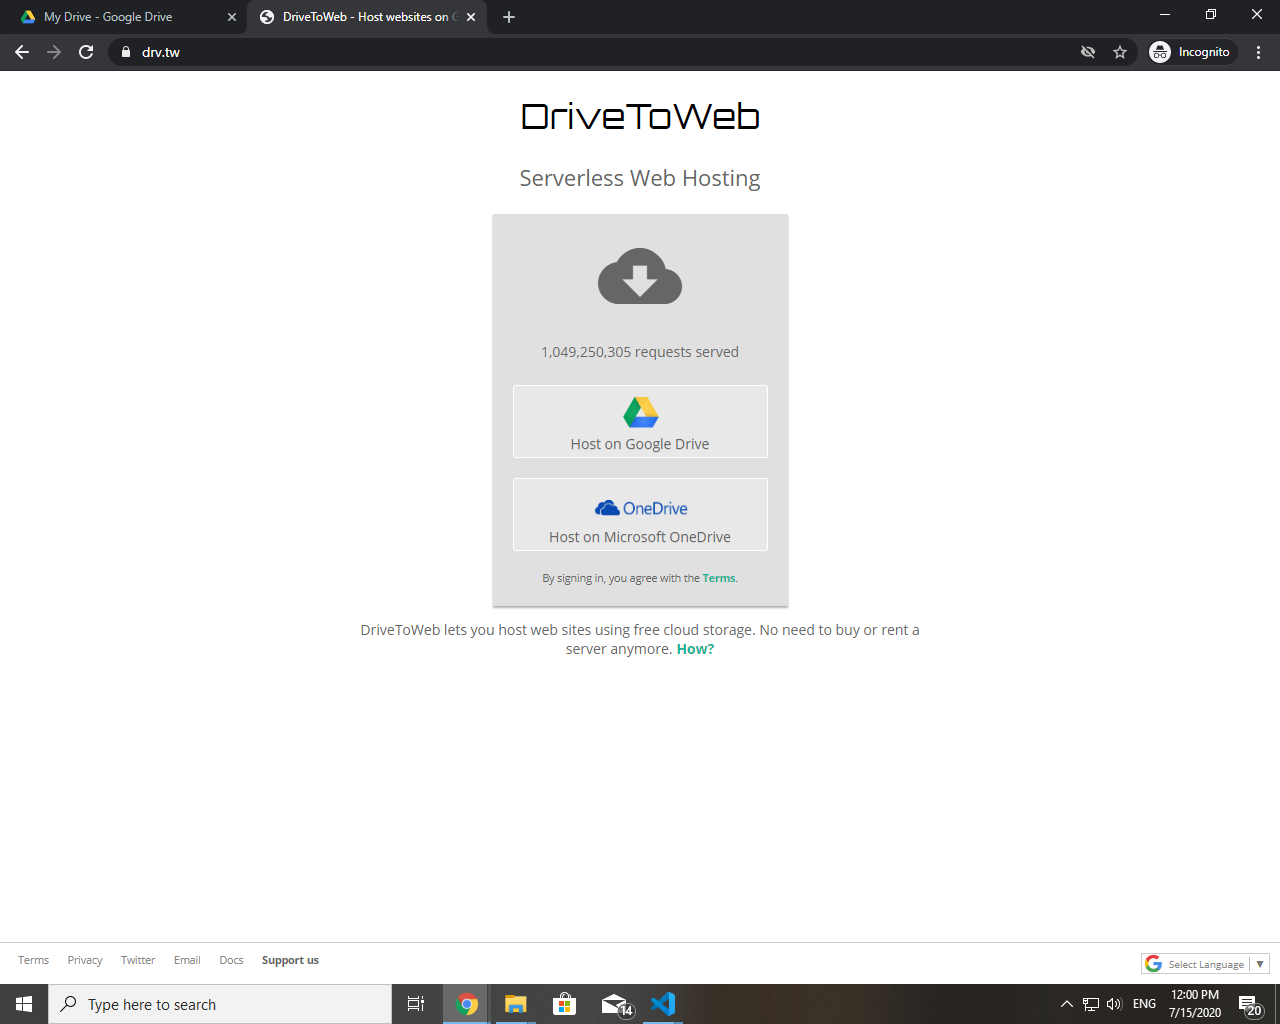 My Drive - Google Drive
DriveToWeb - Host websites on G
drv.tw
Incognito
DriveToWeb
Serverless Web Hosting
1,049,250,305 requests served
Host on Google Drive
OneDrive
Host on Microsoft OneDrive
By signing in, you agree with the Terms.
DriveToWeb lets you host web sites using free cloud storage. No need to buy or rent a
server anymore. How?
Terms Privacy Twitter Email Docs Support us
Select Language ▼
Type here to search
14
ENG
12:00 PM
7/15/2020
20